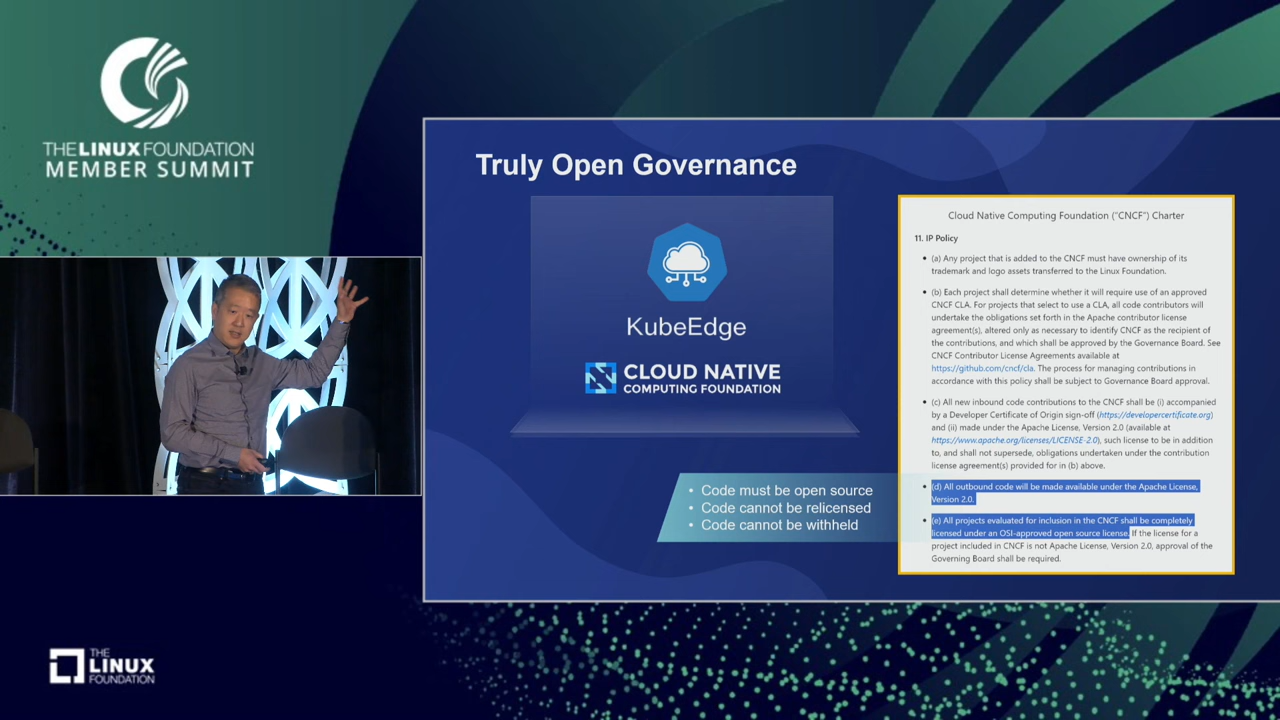 THE LINUX FOUNDATION
MEMBER SUMMIT
Truly Open Governance
KubeEdge
CLOUD NATIVE
COMPUTING FOUNDATION
• Code must be open source
• Code cannot be relicensed
• Code cannot be withheld
Cloud Native Computing Foundation ("CNCF") Charter
11. IP Policy
• (a) Any project that is added to the CNCF must have ownership of its
trademark and logo assets transferred to the Linux Foundation.
• (b) Each project shall determine whether it will require use of an approved
CNCF CLA. For projects that select to use a CLA, all code contributors will
undertake the obligations set forth in the Apache contributor license
agreement(s), altered only as necessary to identify CNCF as the recipient of
the contributions, and which shall be approved by the Governance Board. See
CNCF Contributor License Agreements available at
https://github.com/cncf/cla. The process for managing contributions in
accordance with this policy shall be subject to Governance Board approval.
• (c) All new inbound code contributions to the CNCF shall be (i) accompanied
by a Developer Certificate of Origin sign-off (https://developercertificate.org)
and (ii) made under the Apache License, Version 2.0 (available at
https://www.apache.org/licenses/LICENSE-2.0), such license to be in addition
to, and shall not supersede, obligations undertaken under the contribution
license agreement(s) provided for in (b) above.
• (d) All outbound code will be made available under the Apache License,
Version 2.0.
• (e) All projects evaluated for inclusion in the CNCF shall be completely
licensed under an OSI-approved open source license. If the license for a
project included in CNCF is not Apache License, Version 2.0, approval of the
Governing Board shall be required.
THE
LINUX
FOUNDATION